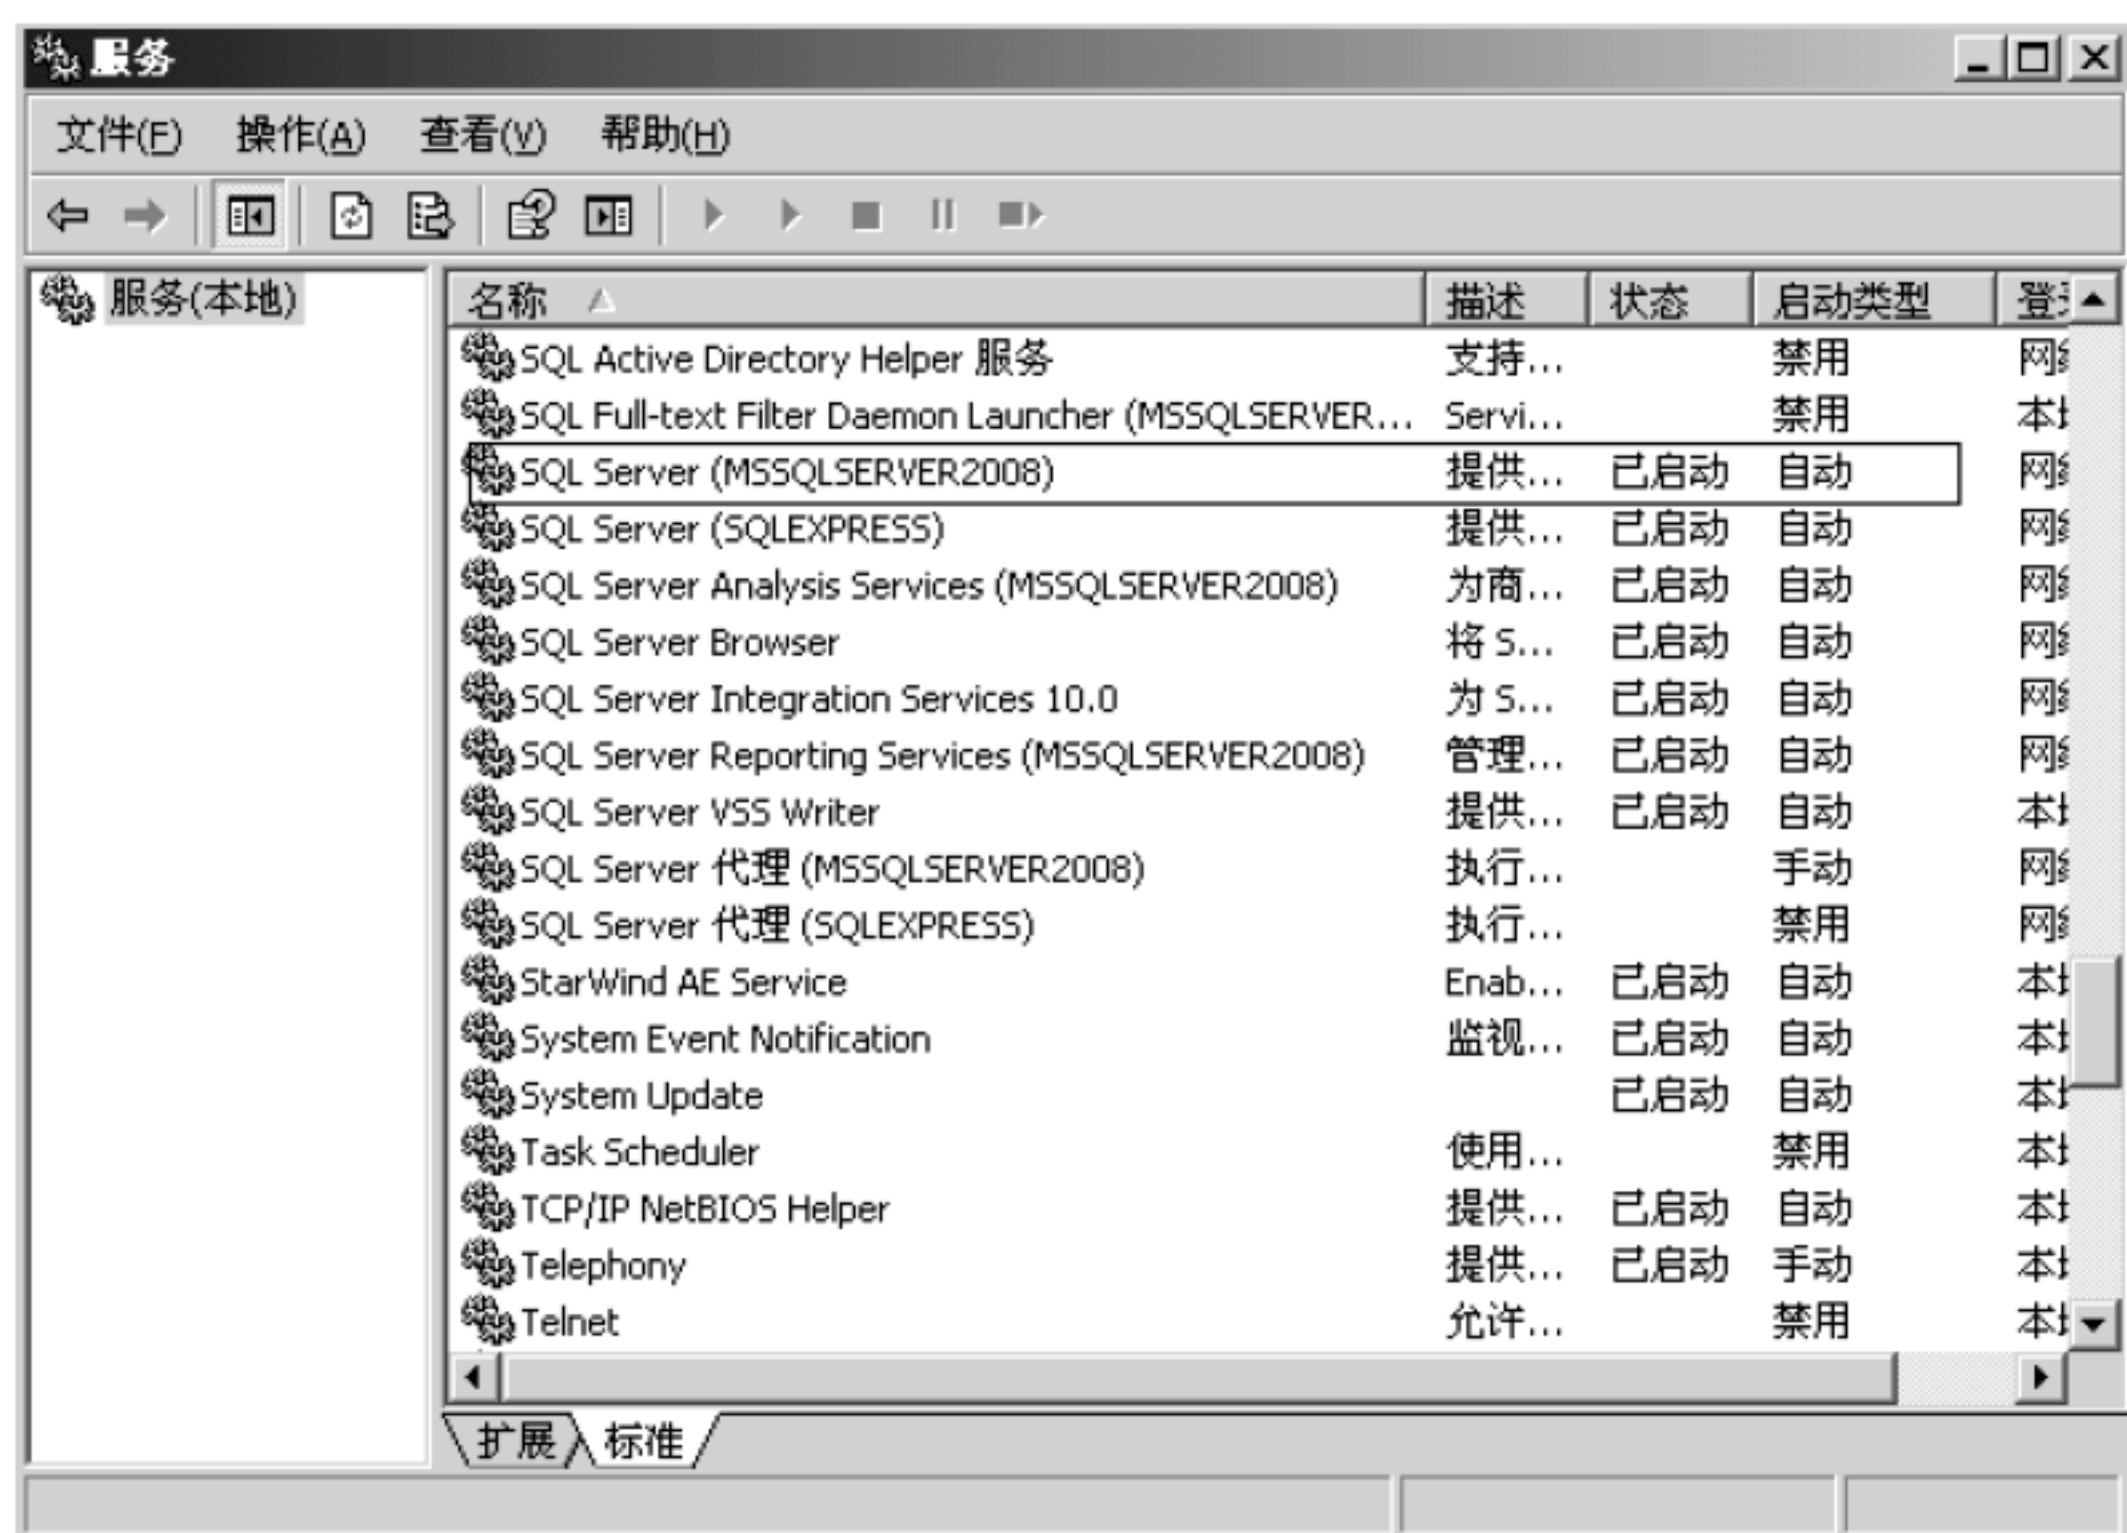 服务
文件(F) 操作(A) 查看(V) 帮助(H)
服务(本地)
名称 描述 状态 启动类型
SQL Active Directory Helper 服务 支持... 禁用
SQL Full-text Filter Daemon Launcher (MSSQLSERVER... Servi... 禁用
SQL Server (MSSQLSERVER2008) 提供... 已启动 自动
SQL Server (SQLEXPRESS) 提供... 已启动 自动
SQL Server Analysis Services (MSSQLSERVER2008) 为商... 已启动 自动
SQL Server Browser 将 S... 已启动 自动
SQL Server Integration Services 10.0 为 S... 已启动 自动
SQL Server Reporting Services (MSSQLSERVER2008) 管理... 已启动 自动
SQL Server VSS Writer 提供... 已启动 自动
SQL Server 代理 (MSSQLSERVER2008) 执行... 手动
SQL Server 代理 (SQLEXPRESS) 执行... 禁用
StarWind AE Service Enab... 已启动 自动
System Event Notification 监视... 已启动 自动
System Update 已启动 自动
Task Scheduler 使用... 禁用
TCP/IP NetBIOS Helper 提供... 已启动 自动
Telephony 提供... 已启动 手动
Telnet 允许... 禁用
扩展 标准